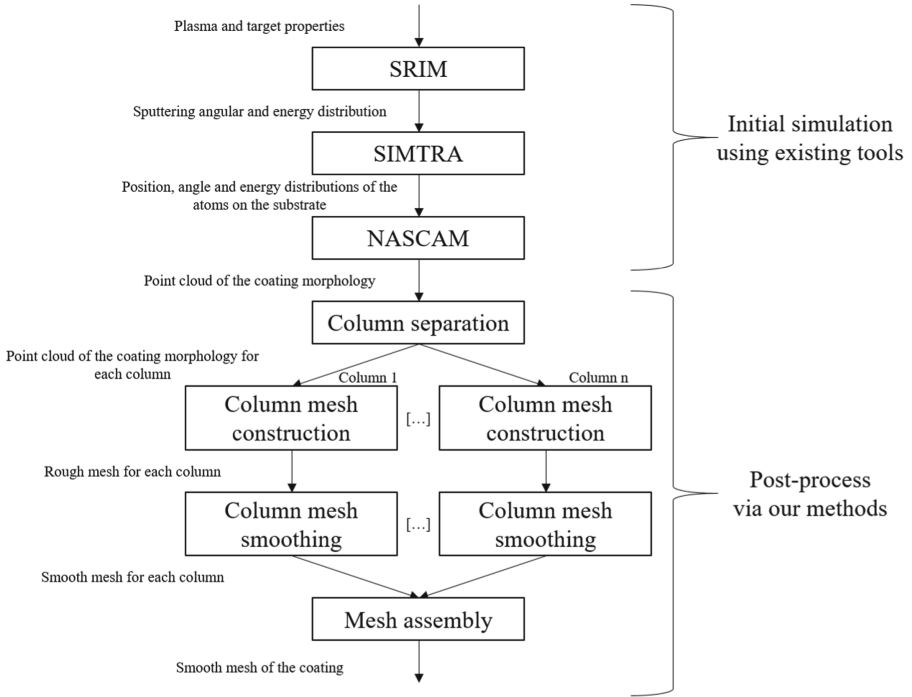 Plasma and target properties
SRIM
Sputtering angular and energy distribution
SIMTRA
Position, angle and energy distributions of the
atoms on the substrate
NASCAM
Initial simulation
using existing tools
Point cloud of the coating morphology
Column separation
Point cloud of the coating morphology for
each column
Column 1
Column n
Column mesh
construction
[...]
Column mesh
construction
Rough mesh for each column
Column mesh
smoothing
[...]
Column mesh
smoothing
Post-process
via our methods
Smooth mesh for each column
Mesh assembly
Smooth mesh of the coating